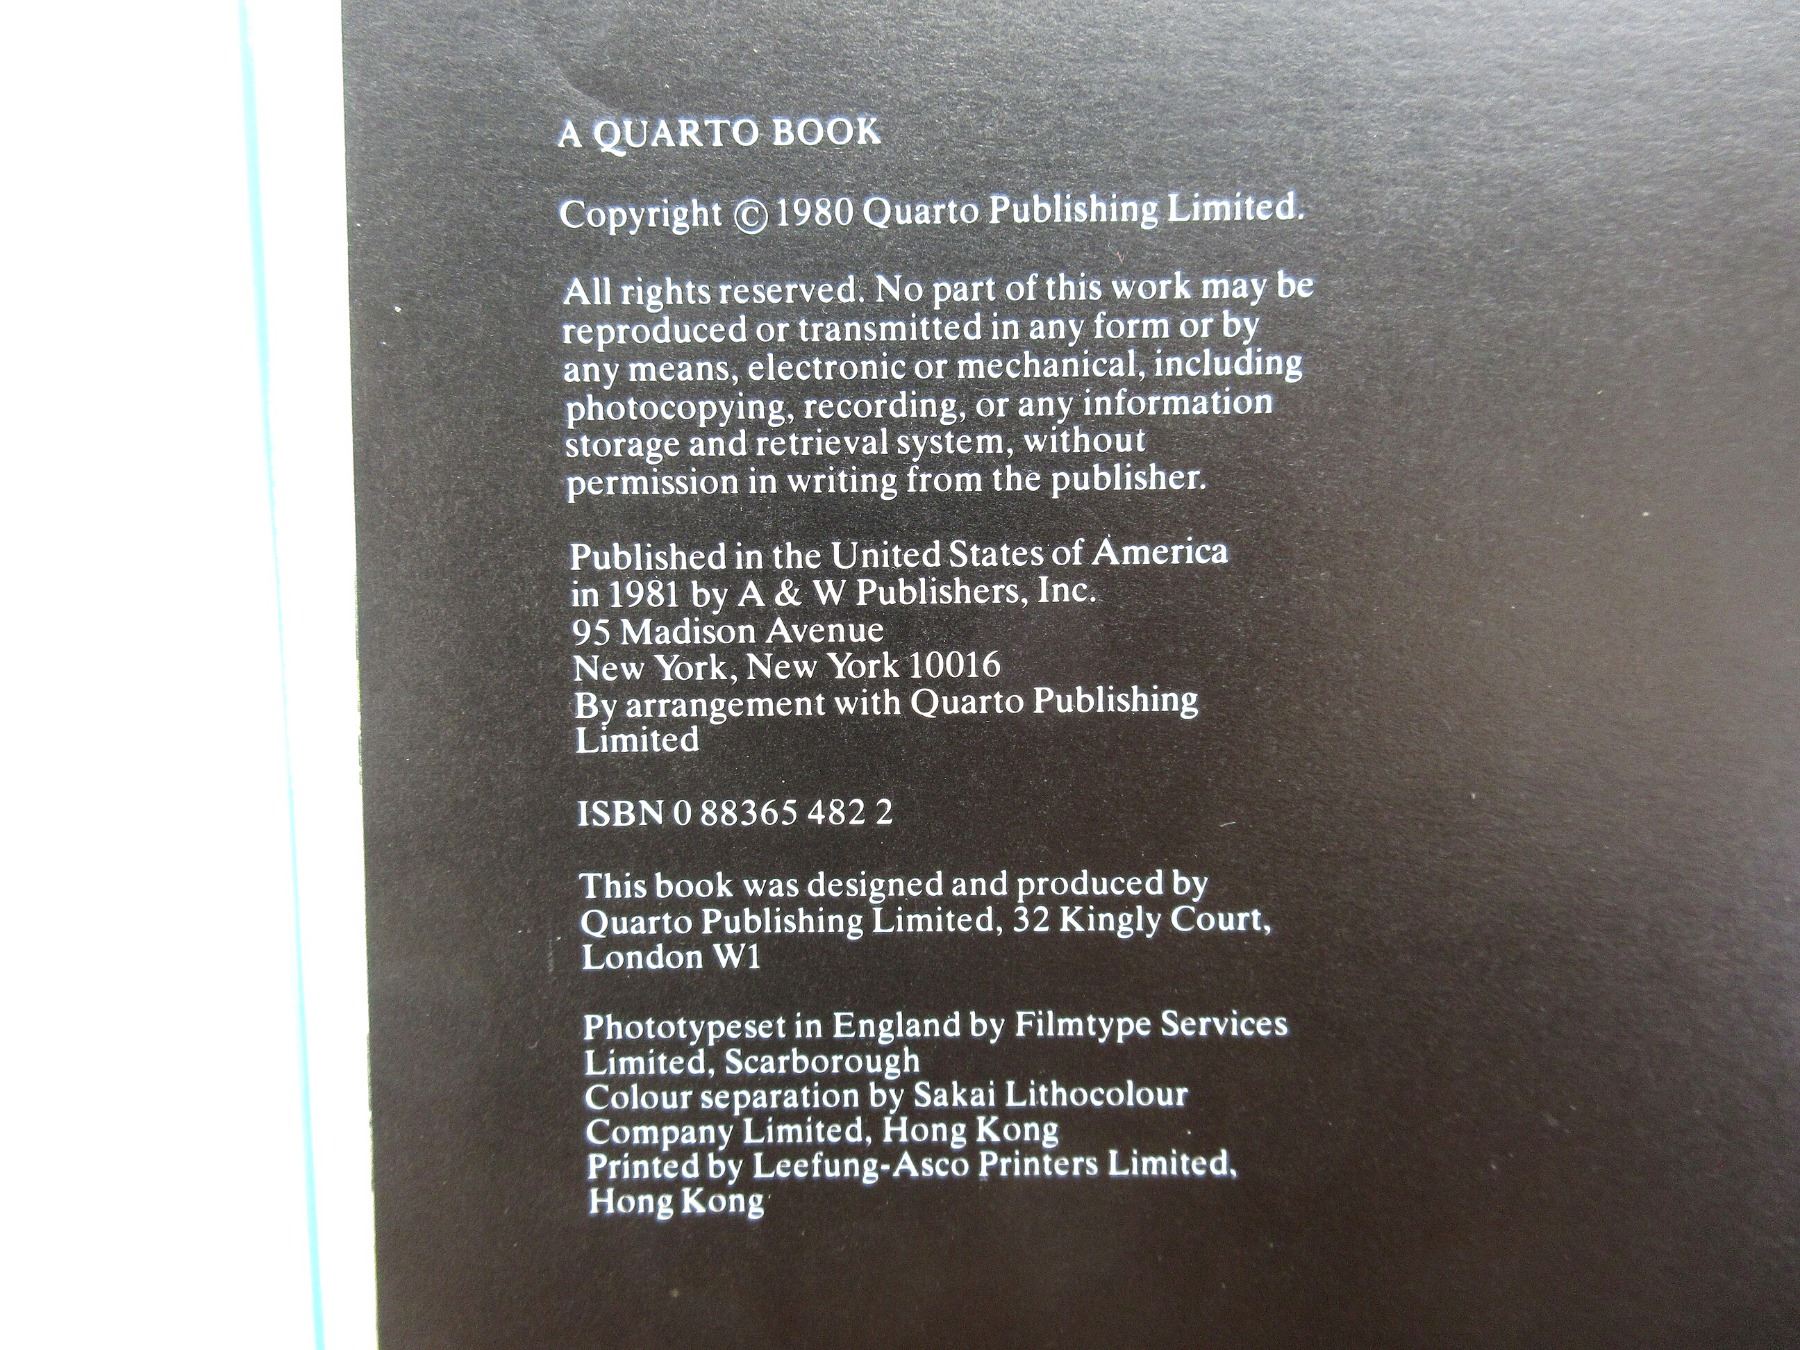 A QUARTO BOOK
Copyright © 1980 Quarto Publishing Limited.
All rights reserved. No part of this work may be
reproduced or transmitted in any form or by
any means, electronic or mechanical, including
photocopying, recording, or any information
storage and retrieval system, without
permission in writing from the publisher.
Published in the United States of America
in 1981 by A & W Publishers, Inc.
95 Madison Avenue
New York, New York 10016
By arrangement with Quarto Publishing
Limited
ISBN 0 88365 482 2
This book was designed and produced by
Quarto Publishing Limited, 32 Kingly Court,
London W1
Phototypeset in England by Filmtype Services
Limited, Scarborough
Colour separation by Sakai Lithocolour
Company Limited, Hong Kong
Printed by Leefung-Asco Printers Limited,
Hong Kong